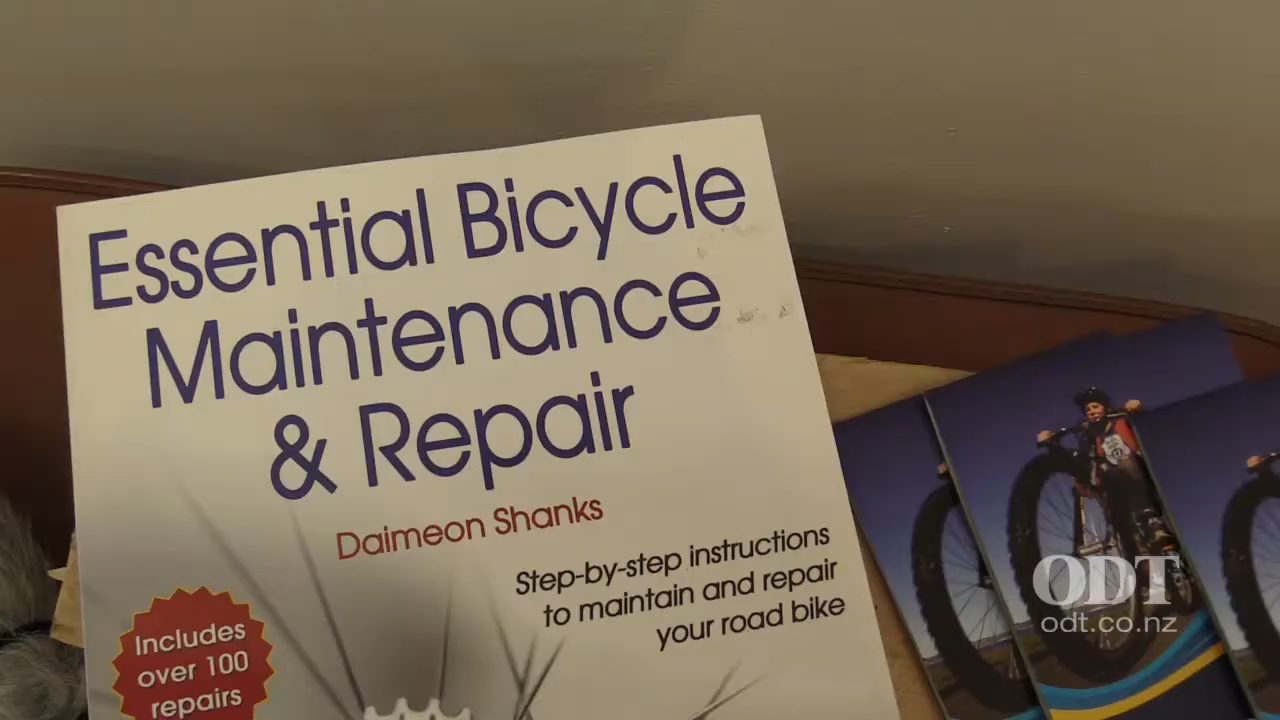 Essential Bicycle
Maintenance
& Repair
Daimeon Shanks
Step-by-step instructions
to maintain and repair
your road bike
Includes
over 100
repairs
ODT
odt.co.nz